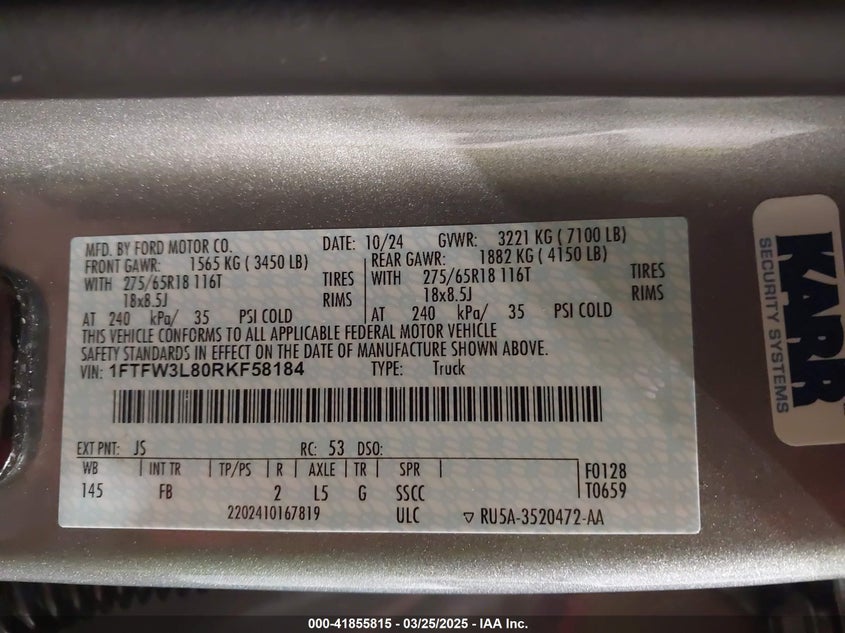 MFD. BY FORD MOTOR CO. DATE: 10/24 GVWR: 3221 KG ( 7100 LB)
FRONT GAWR: 1565 KG ( 3450 LB) REAR GAWR: 1882 KG ( 4150 LB)
WITH 275/65R18 116T TIRES WITH 275/65R18 116T TIRES
18x8.5J RIMS 18x8.5J RIMS
AT 240 kPa/ 35 PSI COLD AT 240 kPa/ 35 PSI COLD
THIS VEHICLE CONFORMS TO ALL APPLICABLE FEDERAL MOTOR VEHICLE
SAFETY STANDARDS IN EFFECT ON THE DATE OF MANUFACTURE SHOWN ABOVE.
VIN: 1FTFW3L80RKF58184 TYPE: Truck
EXT PNT: JS RC: 53 DSO:
WB INT TR TP/PS R AXLE TR SPR F0128
145 FB 2 L5 G SSCC T0659
2202410167819 ULC ▽ RU5A-3520472-AA
KARR
SECURITY SYSTEMS
000-41855815 / 03/25/2025 - IAA Inc.